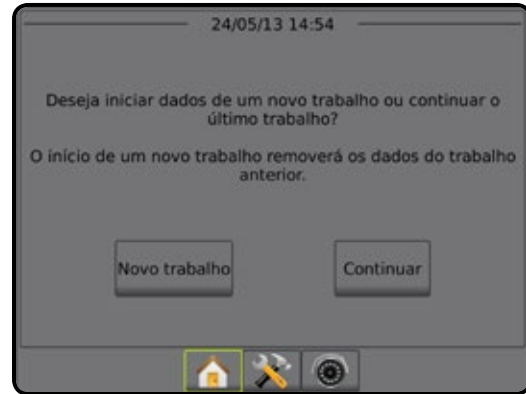 24/05/13 14:54
Deseja iniciar dados de um novo trabalho ou continuar o
último trabalho?
O início de um novo trabalho removerá os dados do trabalho
anterior.
Novo trabalho
Continuar